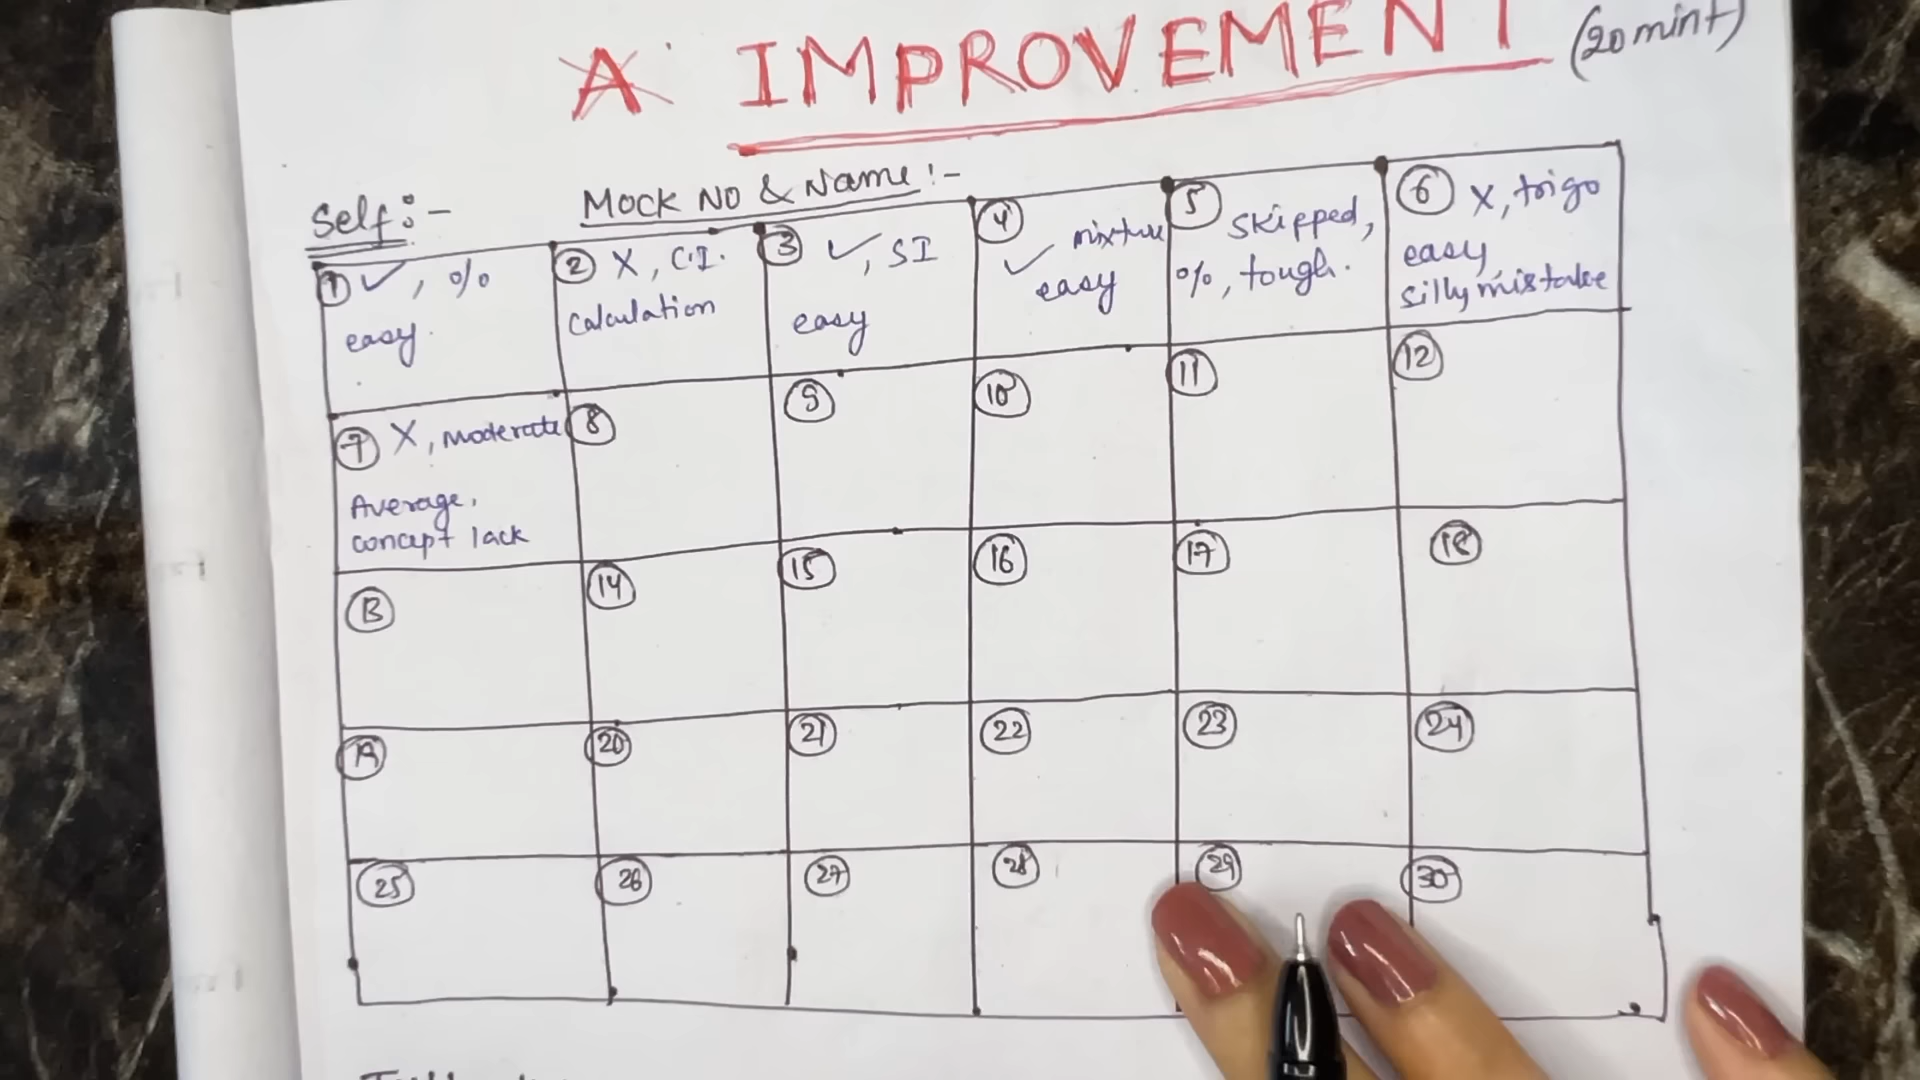 A IMPROVEMENT (20 mint)
Self:- Mock No & Name:-
① ✓, %
easy.
② X, C.I.
Calculation
③ ✓, SI
easy
④ mixture
✓ easy
⑤ Skipped,
%, tough.
⑥ X, trigo
easy
silly mistake
⑦ X, Moderate
Average,
concept lack
⑧
⑨
⑩
⑪
⑫
⑬
⑭
⑮
⑯
⑰
⑱
⑲
⑳
㉑
㉒
㉓
㉔
㉕
㉖
㉗
㉘
㉙
㉚